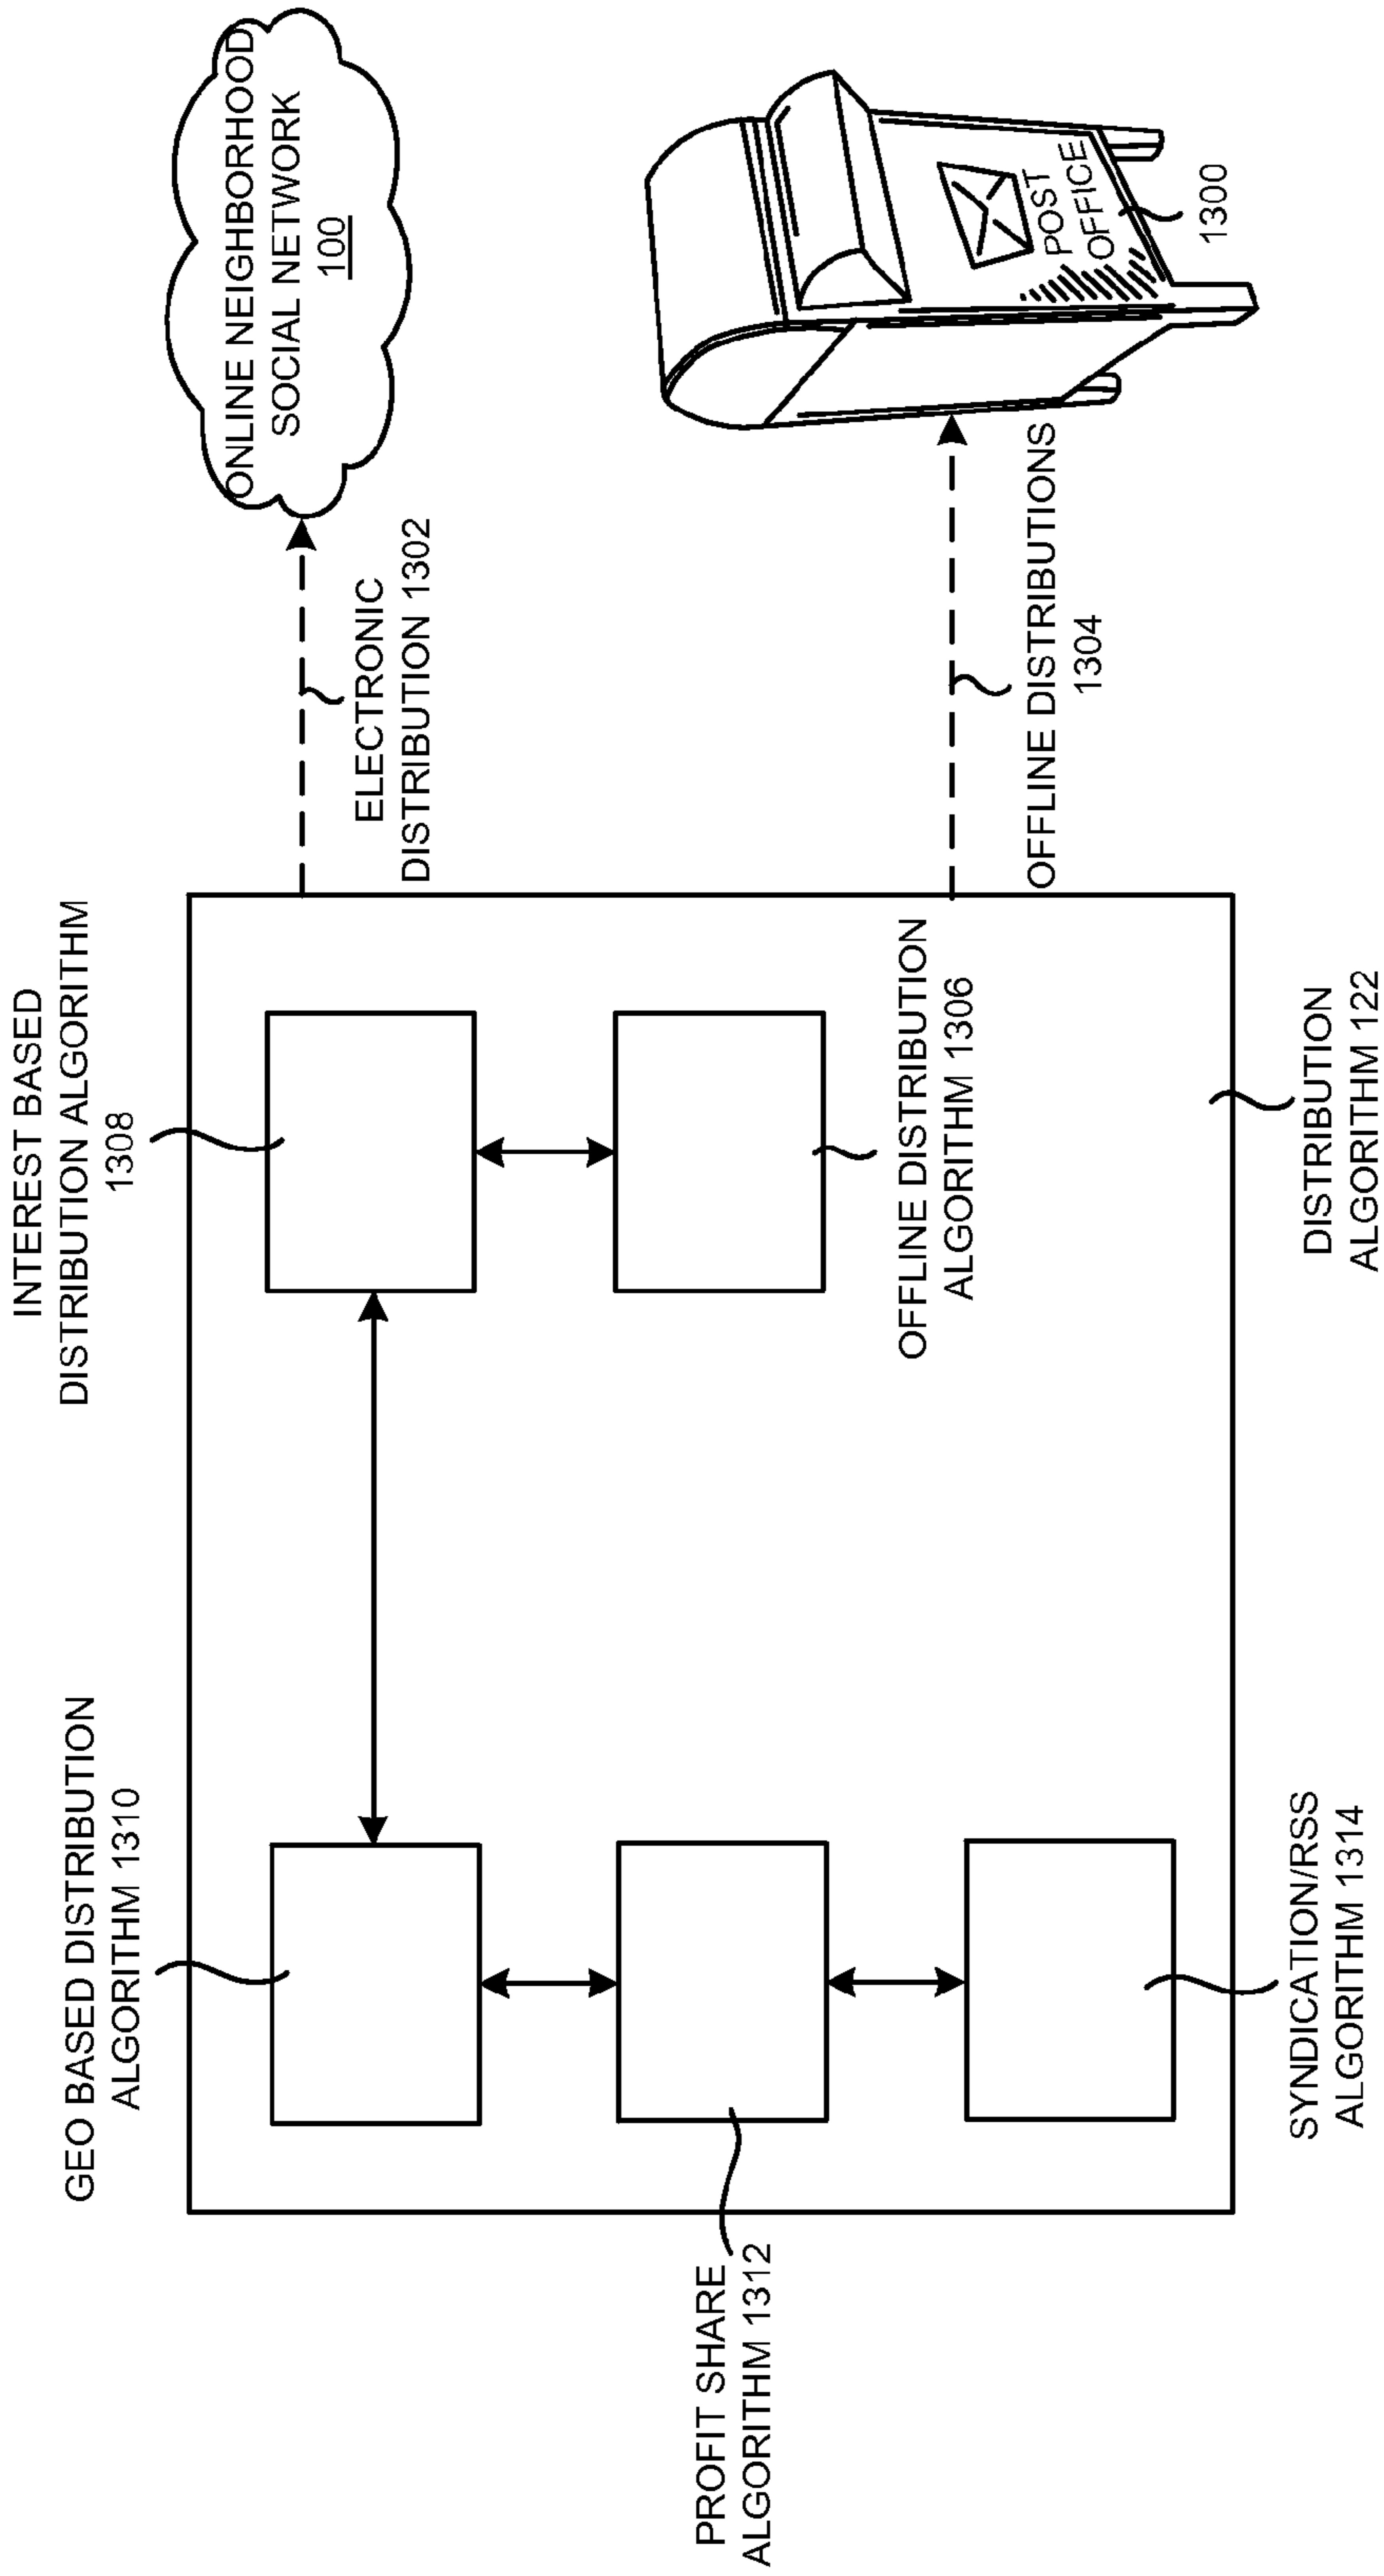 INTEREST BASED
DISTRIBUTION ALGORITHM
1308
GEO BASED DISTRIBUTION
ALGORITHM 1310
ONLINE NEIGHBORHOOD
SOCIAL NETWORK
100
ELECTRONIC
DISTRIBUTION 1302
PROFIT SHARE
ALGORITHM 1312
OFFLINE DISTRIBUTION
ALGORITHM 1306
OFFLINE DISTRIBUTIONS
1304
POST
OFFICE
1300
SYNDICATION/RSS
ALGORITHM 1314
DISTRIBUTION
ALGORITHM 122